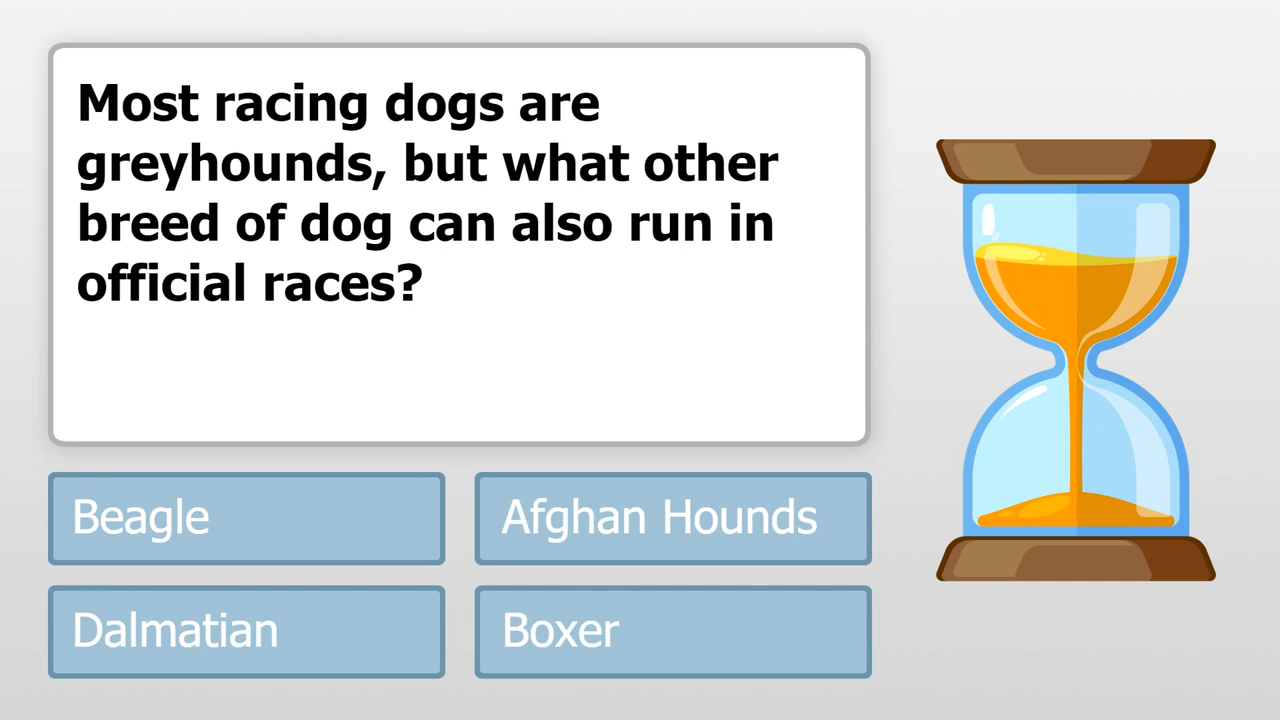 Most racing dogs are
greyhounds, but what other
breed of dog can also run in
official races?
Beagle
Afghan Hounds
Dalmatian
Boxer